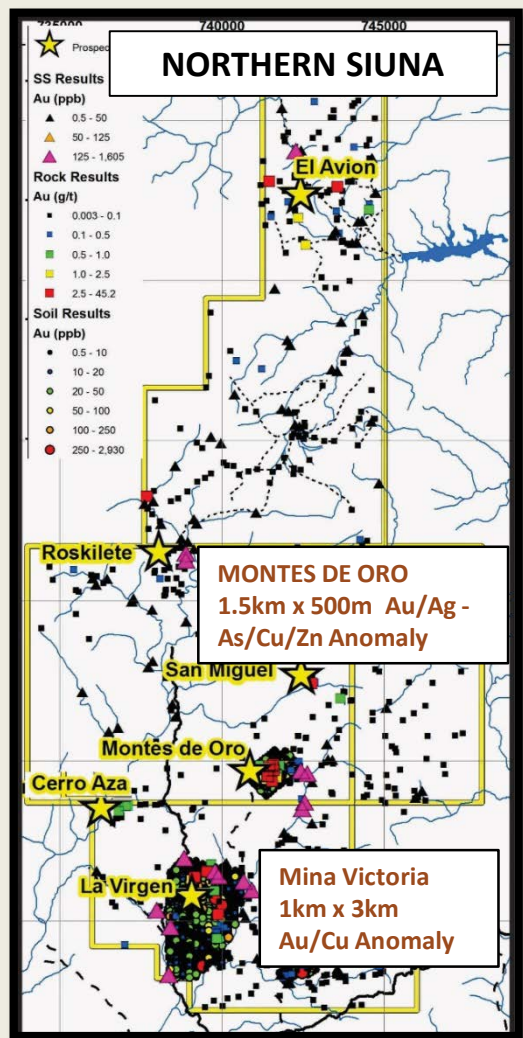 735000 740000 745000
NORTHERN SIUNA
Prospec
SS Results
Au (ppb)
0.5 - 50
50 - 125
125 - 1,605
Rock Results
Au (g/t)
0.003 - 0.1
0.1 - 0.5
0.5 - 1.0
1.0 - 2.5
2.5 - 45.2
Soil Results
Au (ppb)
0.5 - 10
10 - 20
20 - 50
50 - 100
100 - 250
250 - 2,930
El Avion
Roskilete
MONTES DE ORO
1.5km x 500m Au/Ag -
As/Cu/Zn Anomaly
San Miguel
Montes de Oro
Cerro Aza
La Virgen
Mina Victoria
1km x 3km
Au/Cu Anomaly